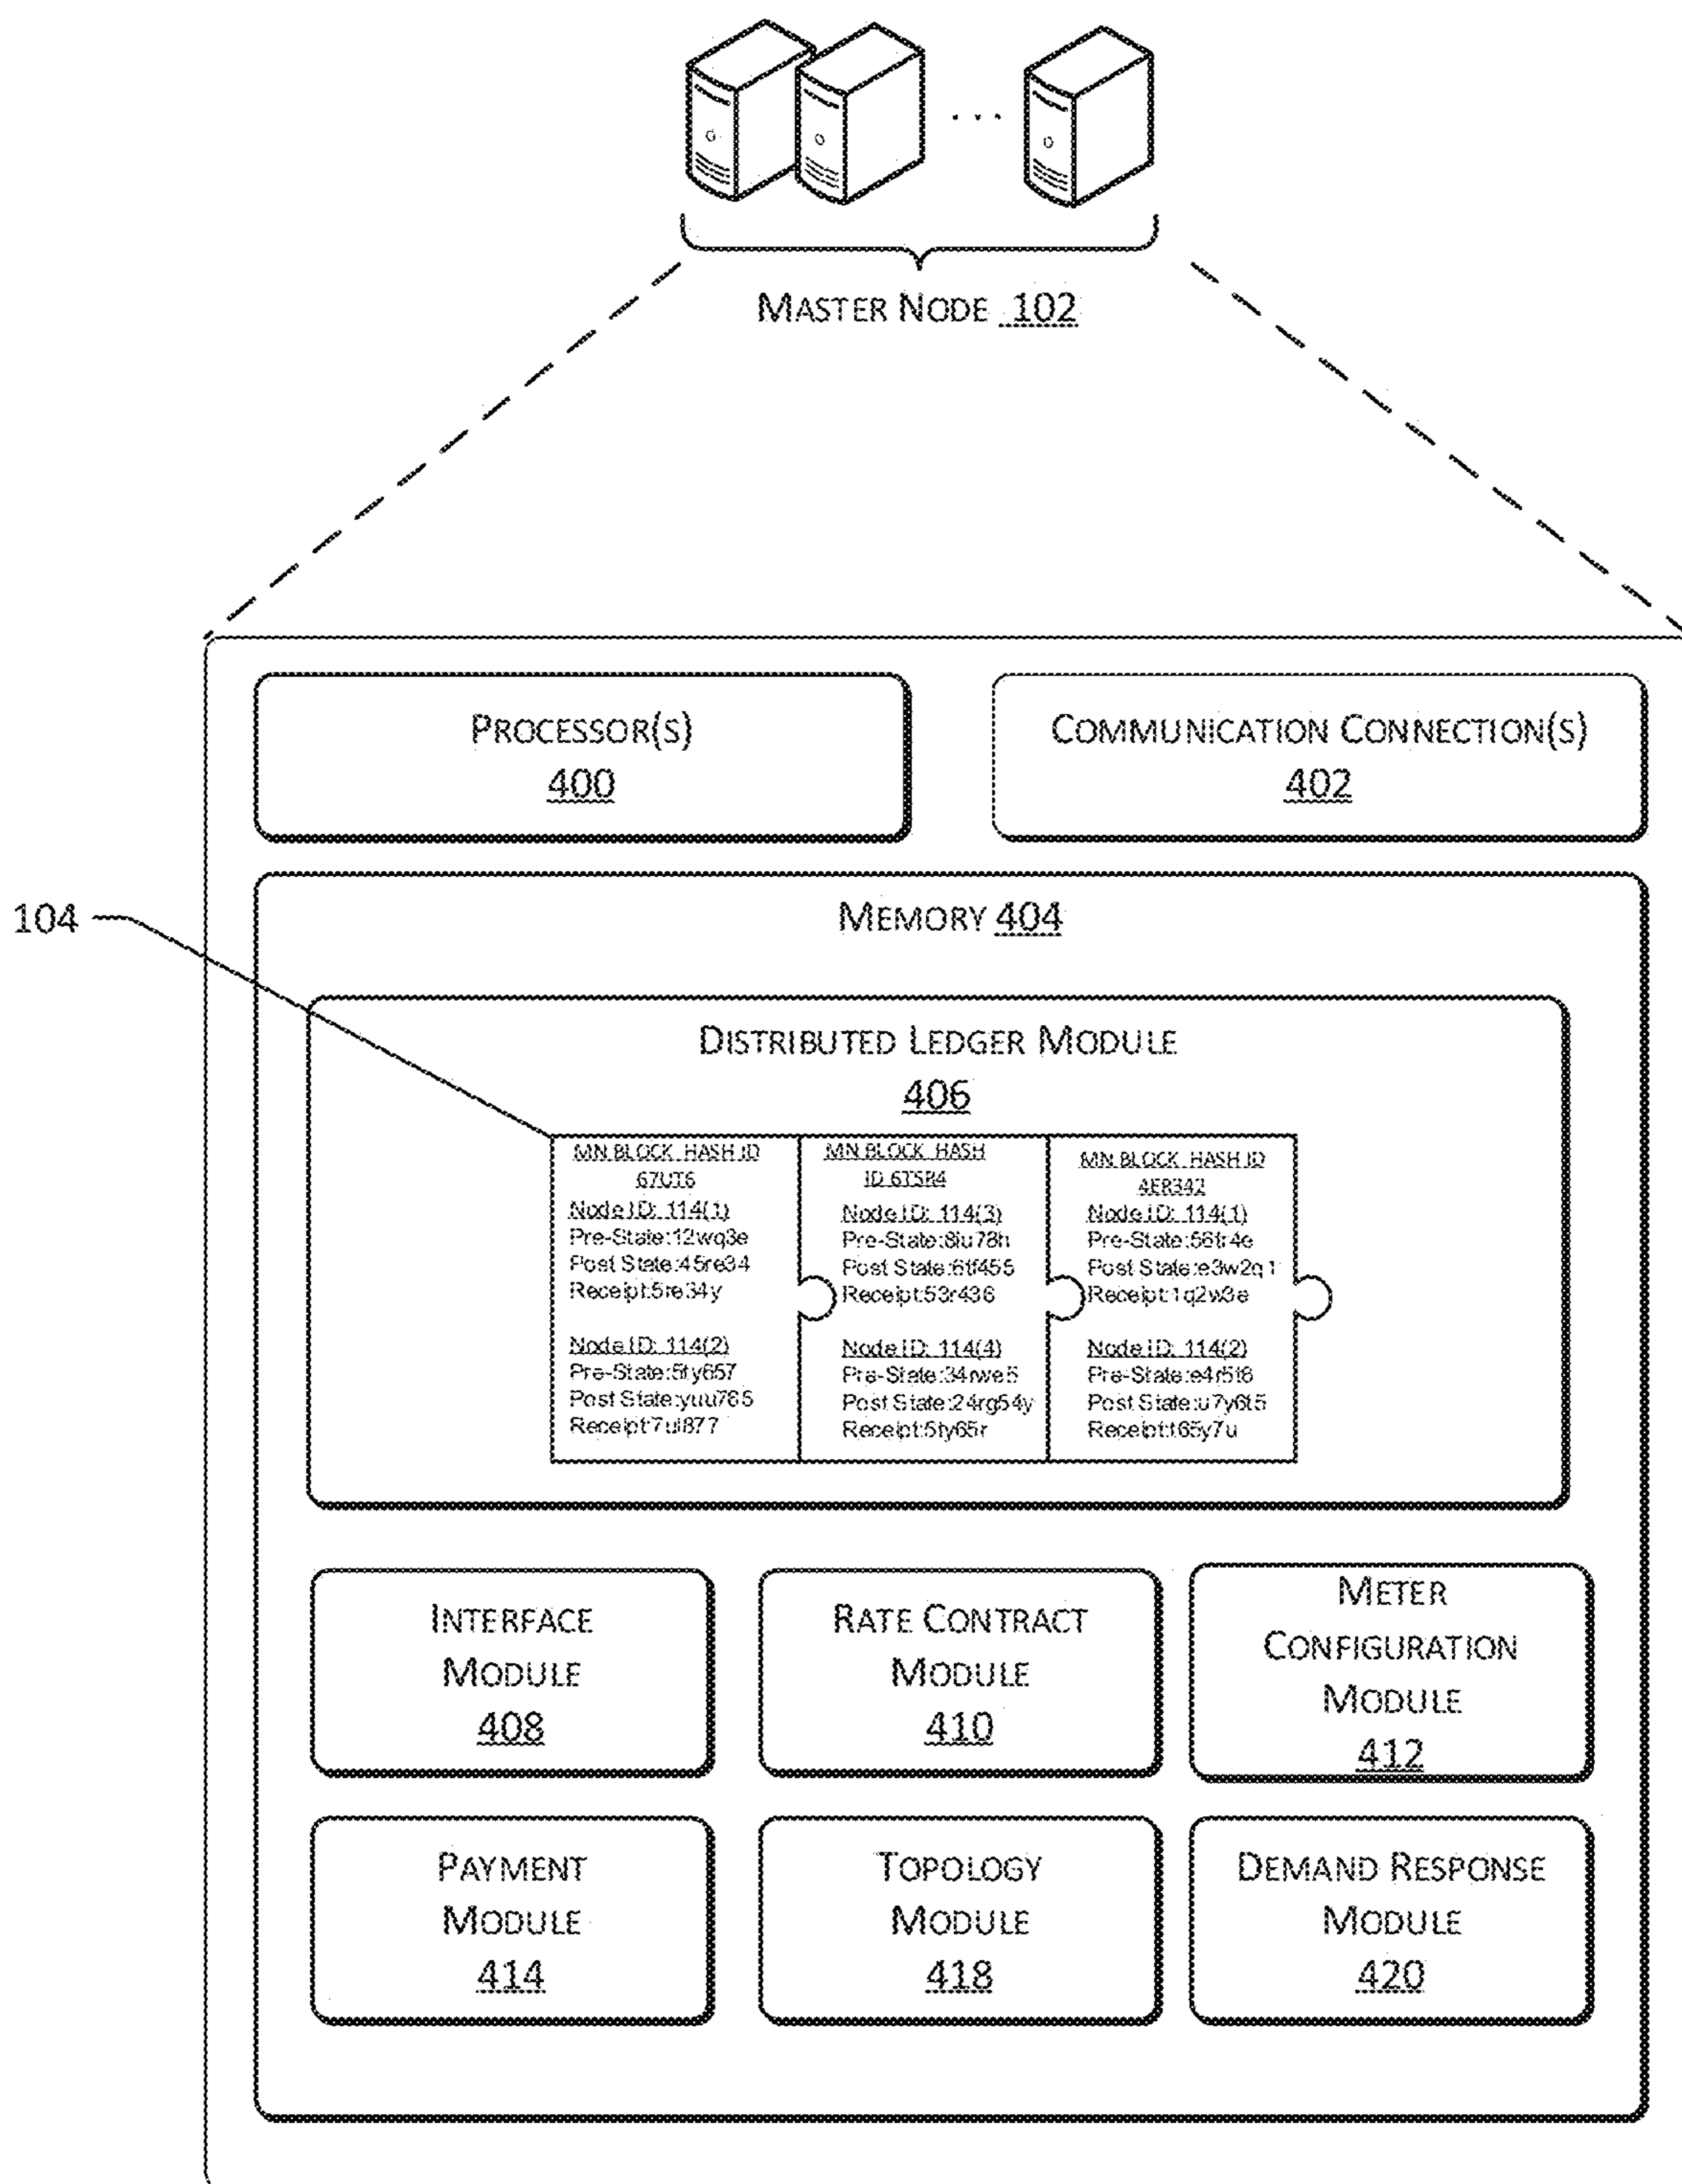 MASTER NODE 102
PROCESSOR(S)
400
COMMUNICATION CONNECTION(S)
402
104
MEMORY 404
DISTRIBUTED LEDGER MODULE
406
MN BLOCK HASH ID
67UT6
Node ID: 114(1)
Pre-State:12wq3e
Post State:45re34
Receipt:5re34y
Node ID: 114(2)
Pre-State:5ty657
Post State:yuu765
Receipt:7ui877
MN BLOCK HASH
ID 6T5R4
Node ID: 114(3)
Pre-State:8iu78h
Post State:6tf455
Receipt:53r436
Node ID: 114(4)
Pre-State:34rwe5
Post State:24rg54y
Receipt:5ty65r
MN BLOCK HASH ID
4ER342
Node ID: 114(1)
Pre-State:56tr4e
Post State:e3w2q1
Receipt:1q2w3e
Node ID: 114(2)
Pre-State:
Post State:u7y6t5
Receipt:t65y7u
INTERFACE
MODULE
408
RATE CONTRACT
MODULE
410
METER
CONFIGURATION
MODULE
412
PAYMENT
MODULE
414
TOPOLOGY
MODULE
418
DEMAND RESPONSE
MODULE
420